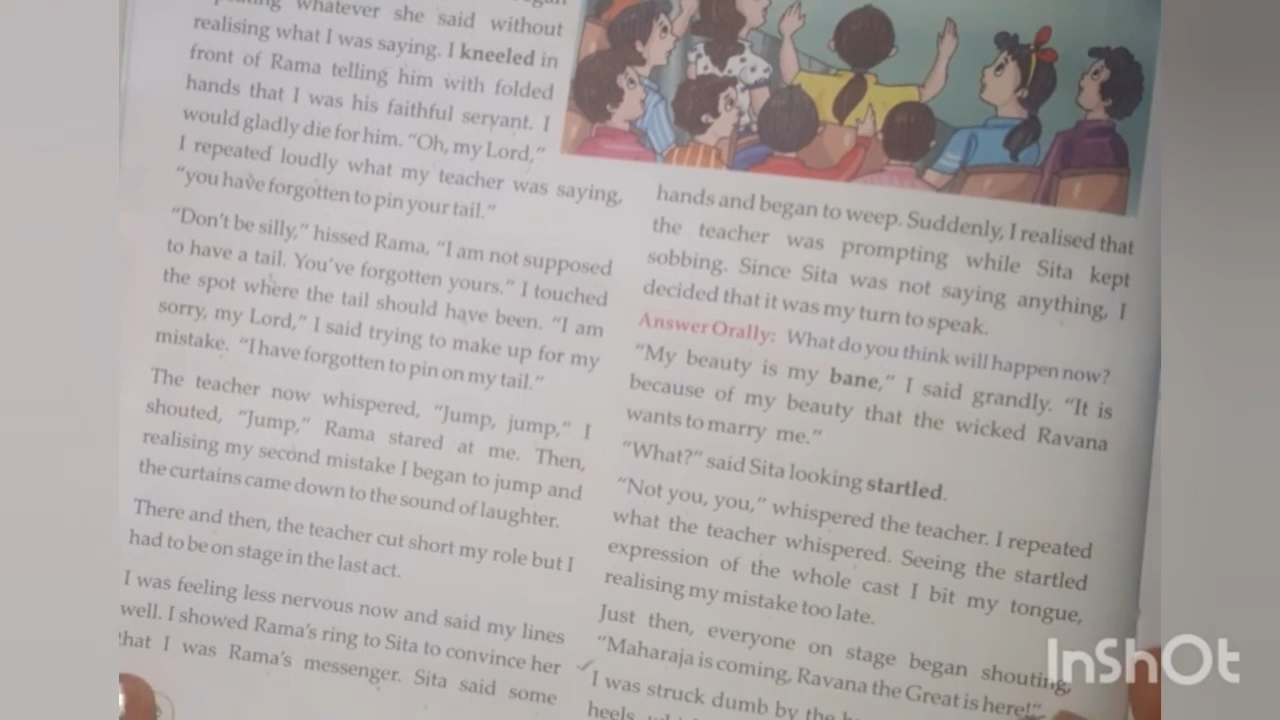 whatever she said without
realising what I was saying. I kneeled in
front of Rama telling him with folded
hands that I was his faithful servant. I
would gladly die for him. "Oh, my Lord,"
I repeated loudly what my teacher was saying,
"you have forgotten to pin your tail."
"Don't be silly," hissed Rama, "I am not supposed
to have a tail. You've forgotten yours." I touched
the spot where the tail should have been. "I am
sorry, my Lord," I said trying to make up for my
mistake. "I have forgotten to pin on my tail."
The teacher now whispered, "Jump, jump," I
shouted, "Jump," Rama stared at me. Then,
realising my second mistake I began to jump and
the curtains came down to the sound of laughter.
There and then, the teacher cut short my role but I
had to be on stage in the last act.
I was feeling less nervous now and said my lines
well. I showed Rama's ring to Sita to convince her
that I was Rama's messenger. Sita said some
hands and began to weep. Suddenly, I realised that
the teacher was prompting while Sita kept
sobbing. Since Sita was not saying anything, I
decided that it was my turn to speak.
Answer Orally: What do you think will happen now?
"My beauty is my bane," I said grandly. "It is
because of my beauty that the wicked Ravana
wants to marry me."
"What?" said Sita looking startled.
"Not you, you," whispered the teacher. I repeated
what the teacher whispered. Seeing the startled
expression of the whole cast I bit my tongue,
realising my mistake too late.
Just then, everyone on stage began shouting,
"Maharaja is coming, Ravana the Great is here!"
I was struck dumb by the
heels
InShOt